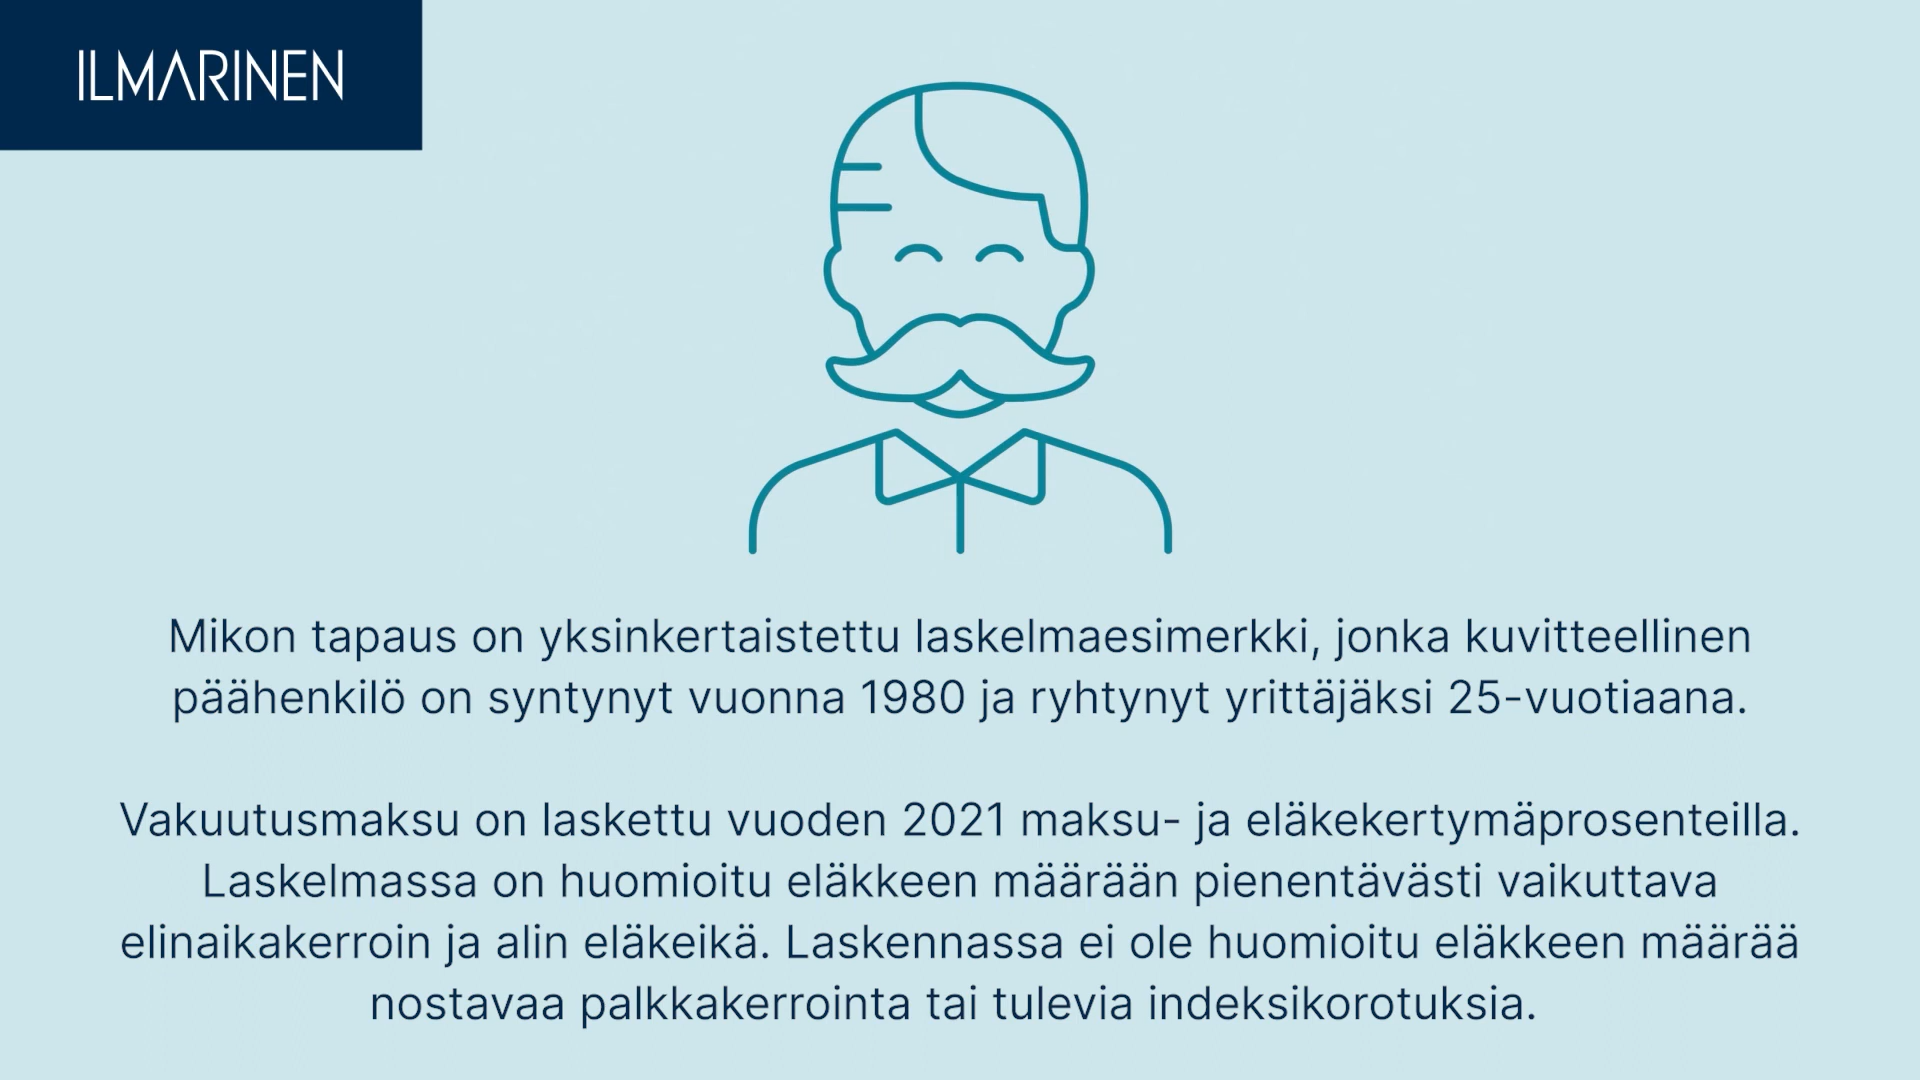 ILMARINEN
Mikon tapaus on yksinkertaistettu laskelmaesimerkki, jonka kuvitteellinen
päähenkilö on syntynyt vuonna 1980 ja ryhtynyt yrittäjäksi 25-vuotiaana.
Vakuutusmaksu on laskettu vuoden 2021 maksu- ja eläkekertymäprosenteilla.
Laskelmassa on huomioitu eläkkeen määrään pienentävästi vaikuttava
elinaikakerroin ja alin eläkeikä. Laskennassa ei ole huomioitu eläkkeen määrää
nostavaa palkkakerrointa tai tulevia indeksikorotuksia.